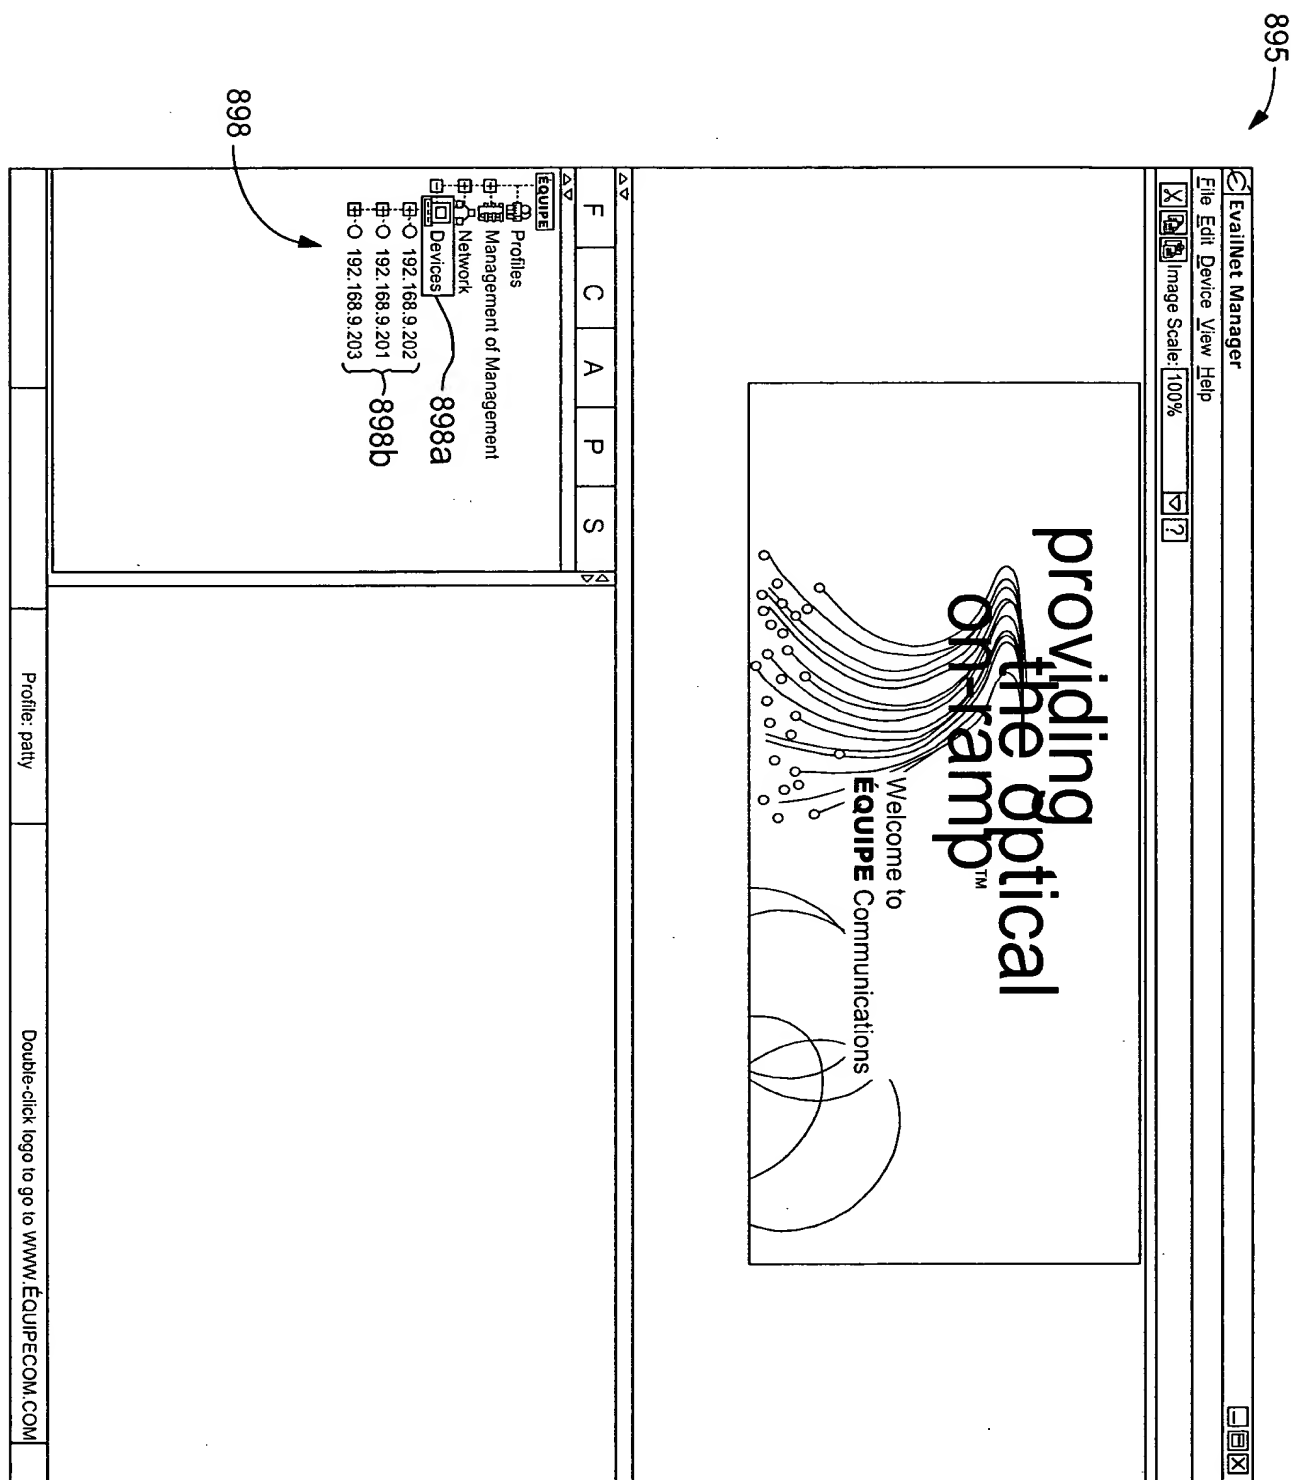 895
EvailNet Manager
File Edit Device View Help
Image Scale: 100%
?
providing
the optical
on-ramp™
Welcome to
ÉQUIPE Communications
F C A P S
ÉQUIPE
Profiles
Management of Management
Network
Devices
192.168.9.202
192.168.9.201
192.168.9.203
898a
898b
898
Profile: patty
Double-click logo to go to WWW.ÉQUIPECOM.COM